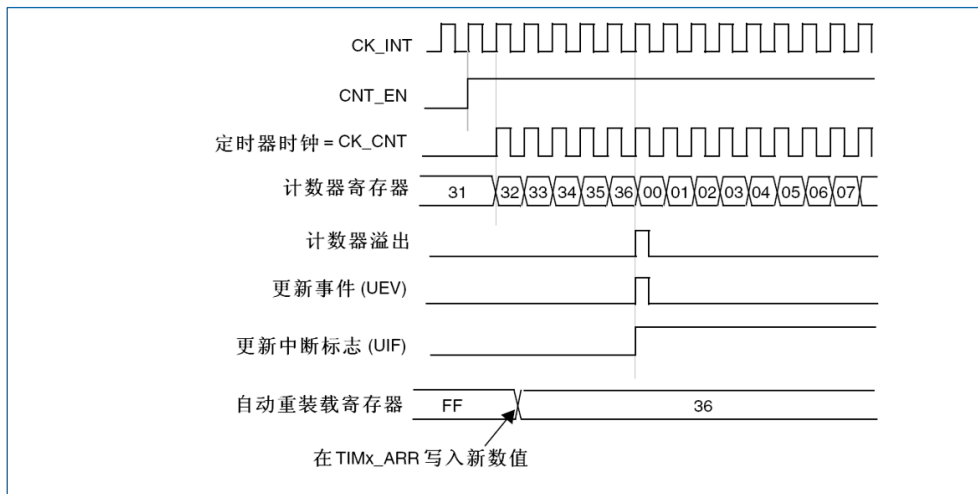 CK_INT
CNT_EN
定时器时钟 = CK_CNT
计数器寄存器
31 32 33 34 35 36 00 01 02 03 04 05 06 07
计数器溢出
更新事件 (UEV)
更新中断标志 (UIF)
自动重装载寄存器
FF 36
在 TIMx_ARR 写入新数值